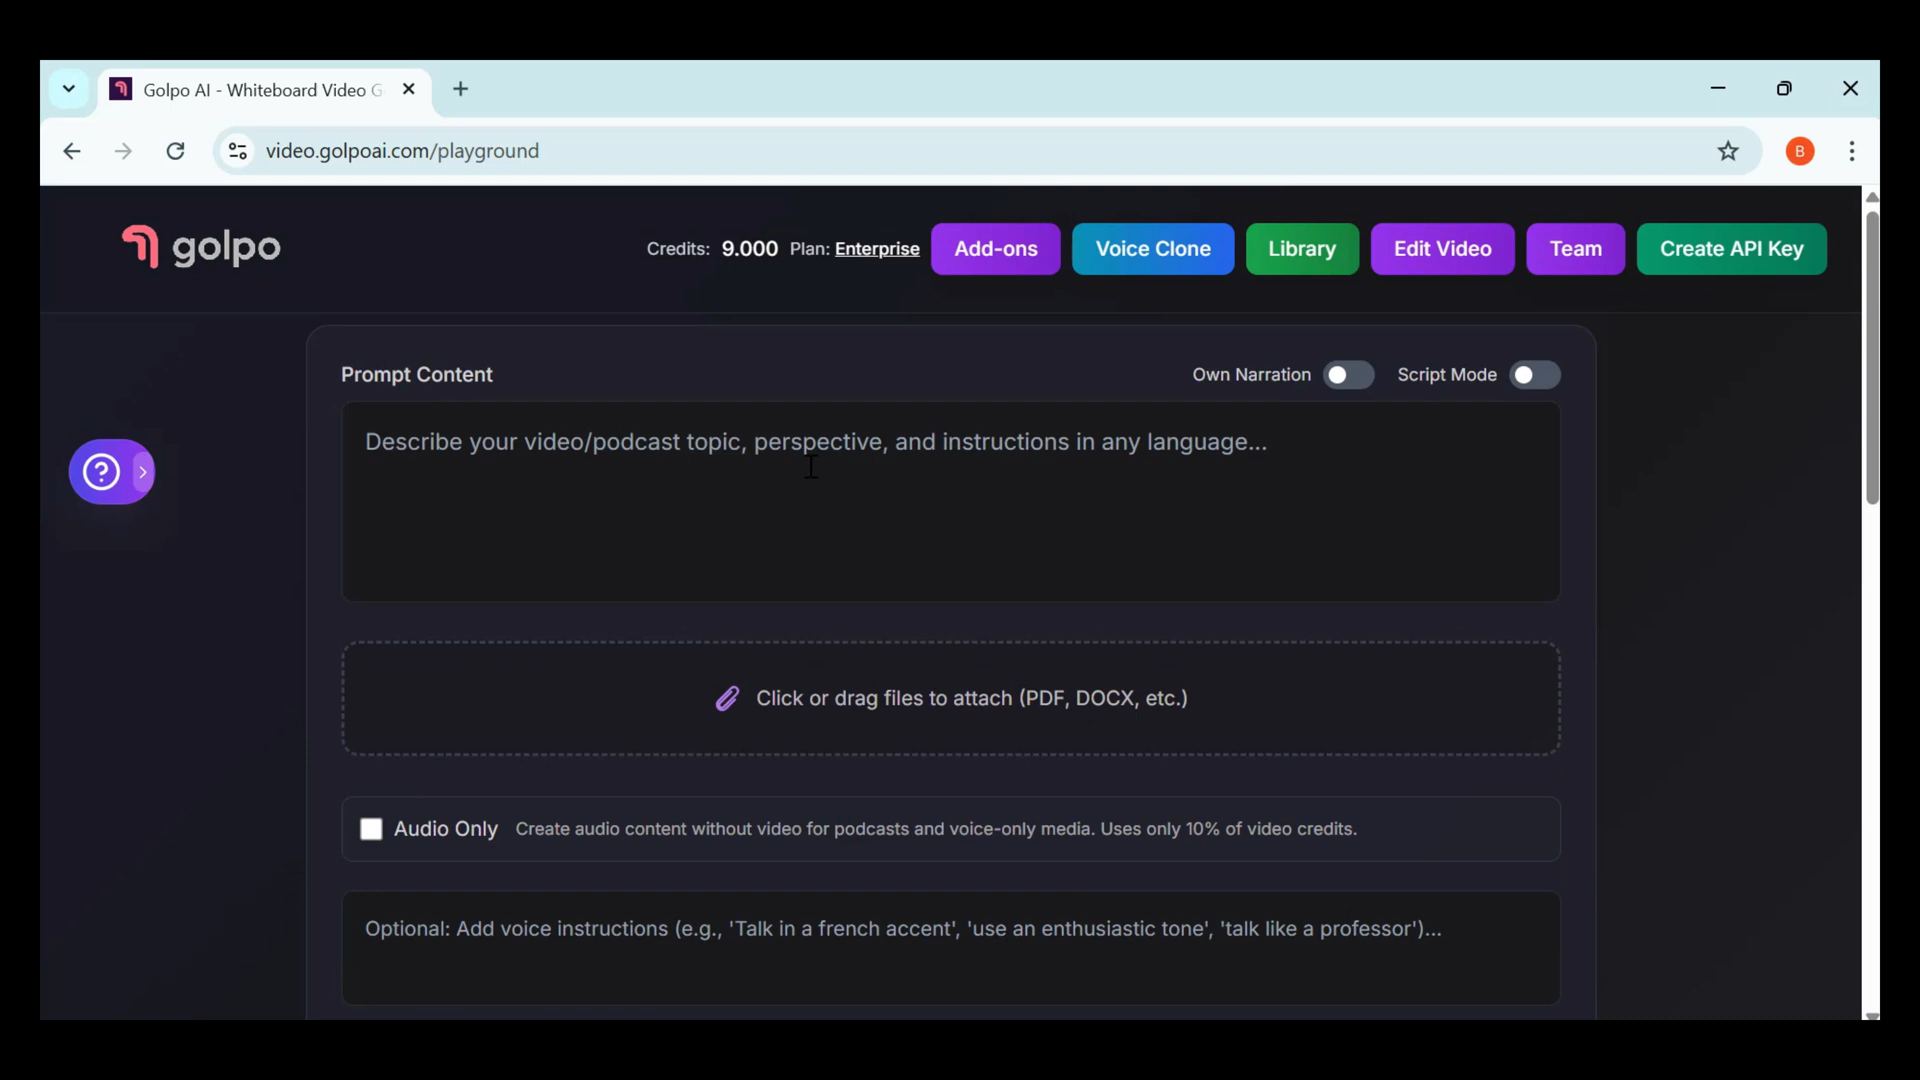 Golpo AI - Whiteboard Video G
video.golpoai.com/playground
B
golpo
Credits: 9.000 Plan: Enterprise
Add-ons
Voice Clone
Library
Edit Video
Team
Create API Key
Prompt Content
Own Narration
Script Mode
Describe your video/podcast topic, perspective, and instructions in any language...
Click or drag files to attach (PDF, DOCX, etc.)
Audio Only
Create audio content without video for podcasts and voice-only media. Uses only 10% of video credits.
Optional: Add voice instructions (e.g., 'Talk in a french accent', 'use an enthusiastic tone', 'talk like a professor')...